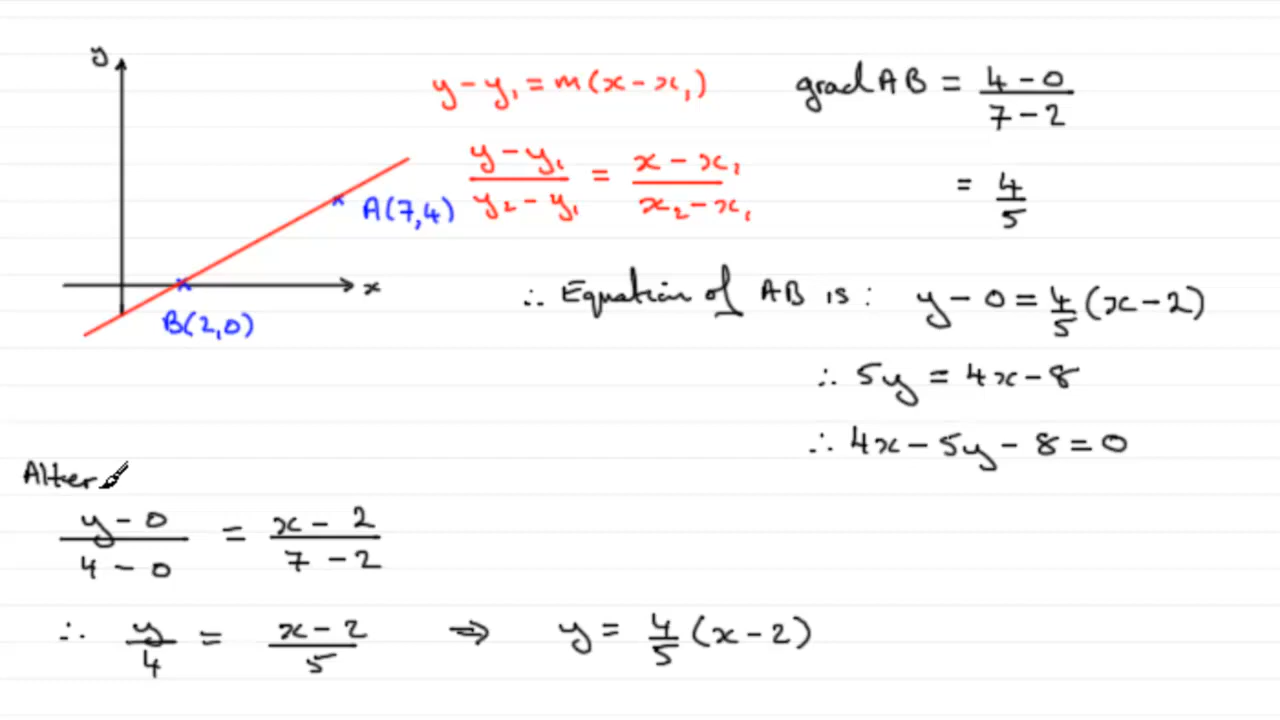 y
y - y₁ = m(x - x₁)
grad AB = (4 - 0)/(7 - 2)
(y - y₁)/(y₂ - y₁) = (x - x₁)/(x₂ - x₁)
= 4/5
A(7,4)
x
B(2,0)
∴ Equation of AB is: y - 0 = 4/5 (x - 2)
∴ 5y = 4x - 8
∴ 4x - 5y - 8 = 0
Alter
(y - 0)/(4 - 0) = (x - 2)/(7 - 2)
∴ y/4 = (x - 2)/5 ⇒ y = 4/5 (x - 2)